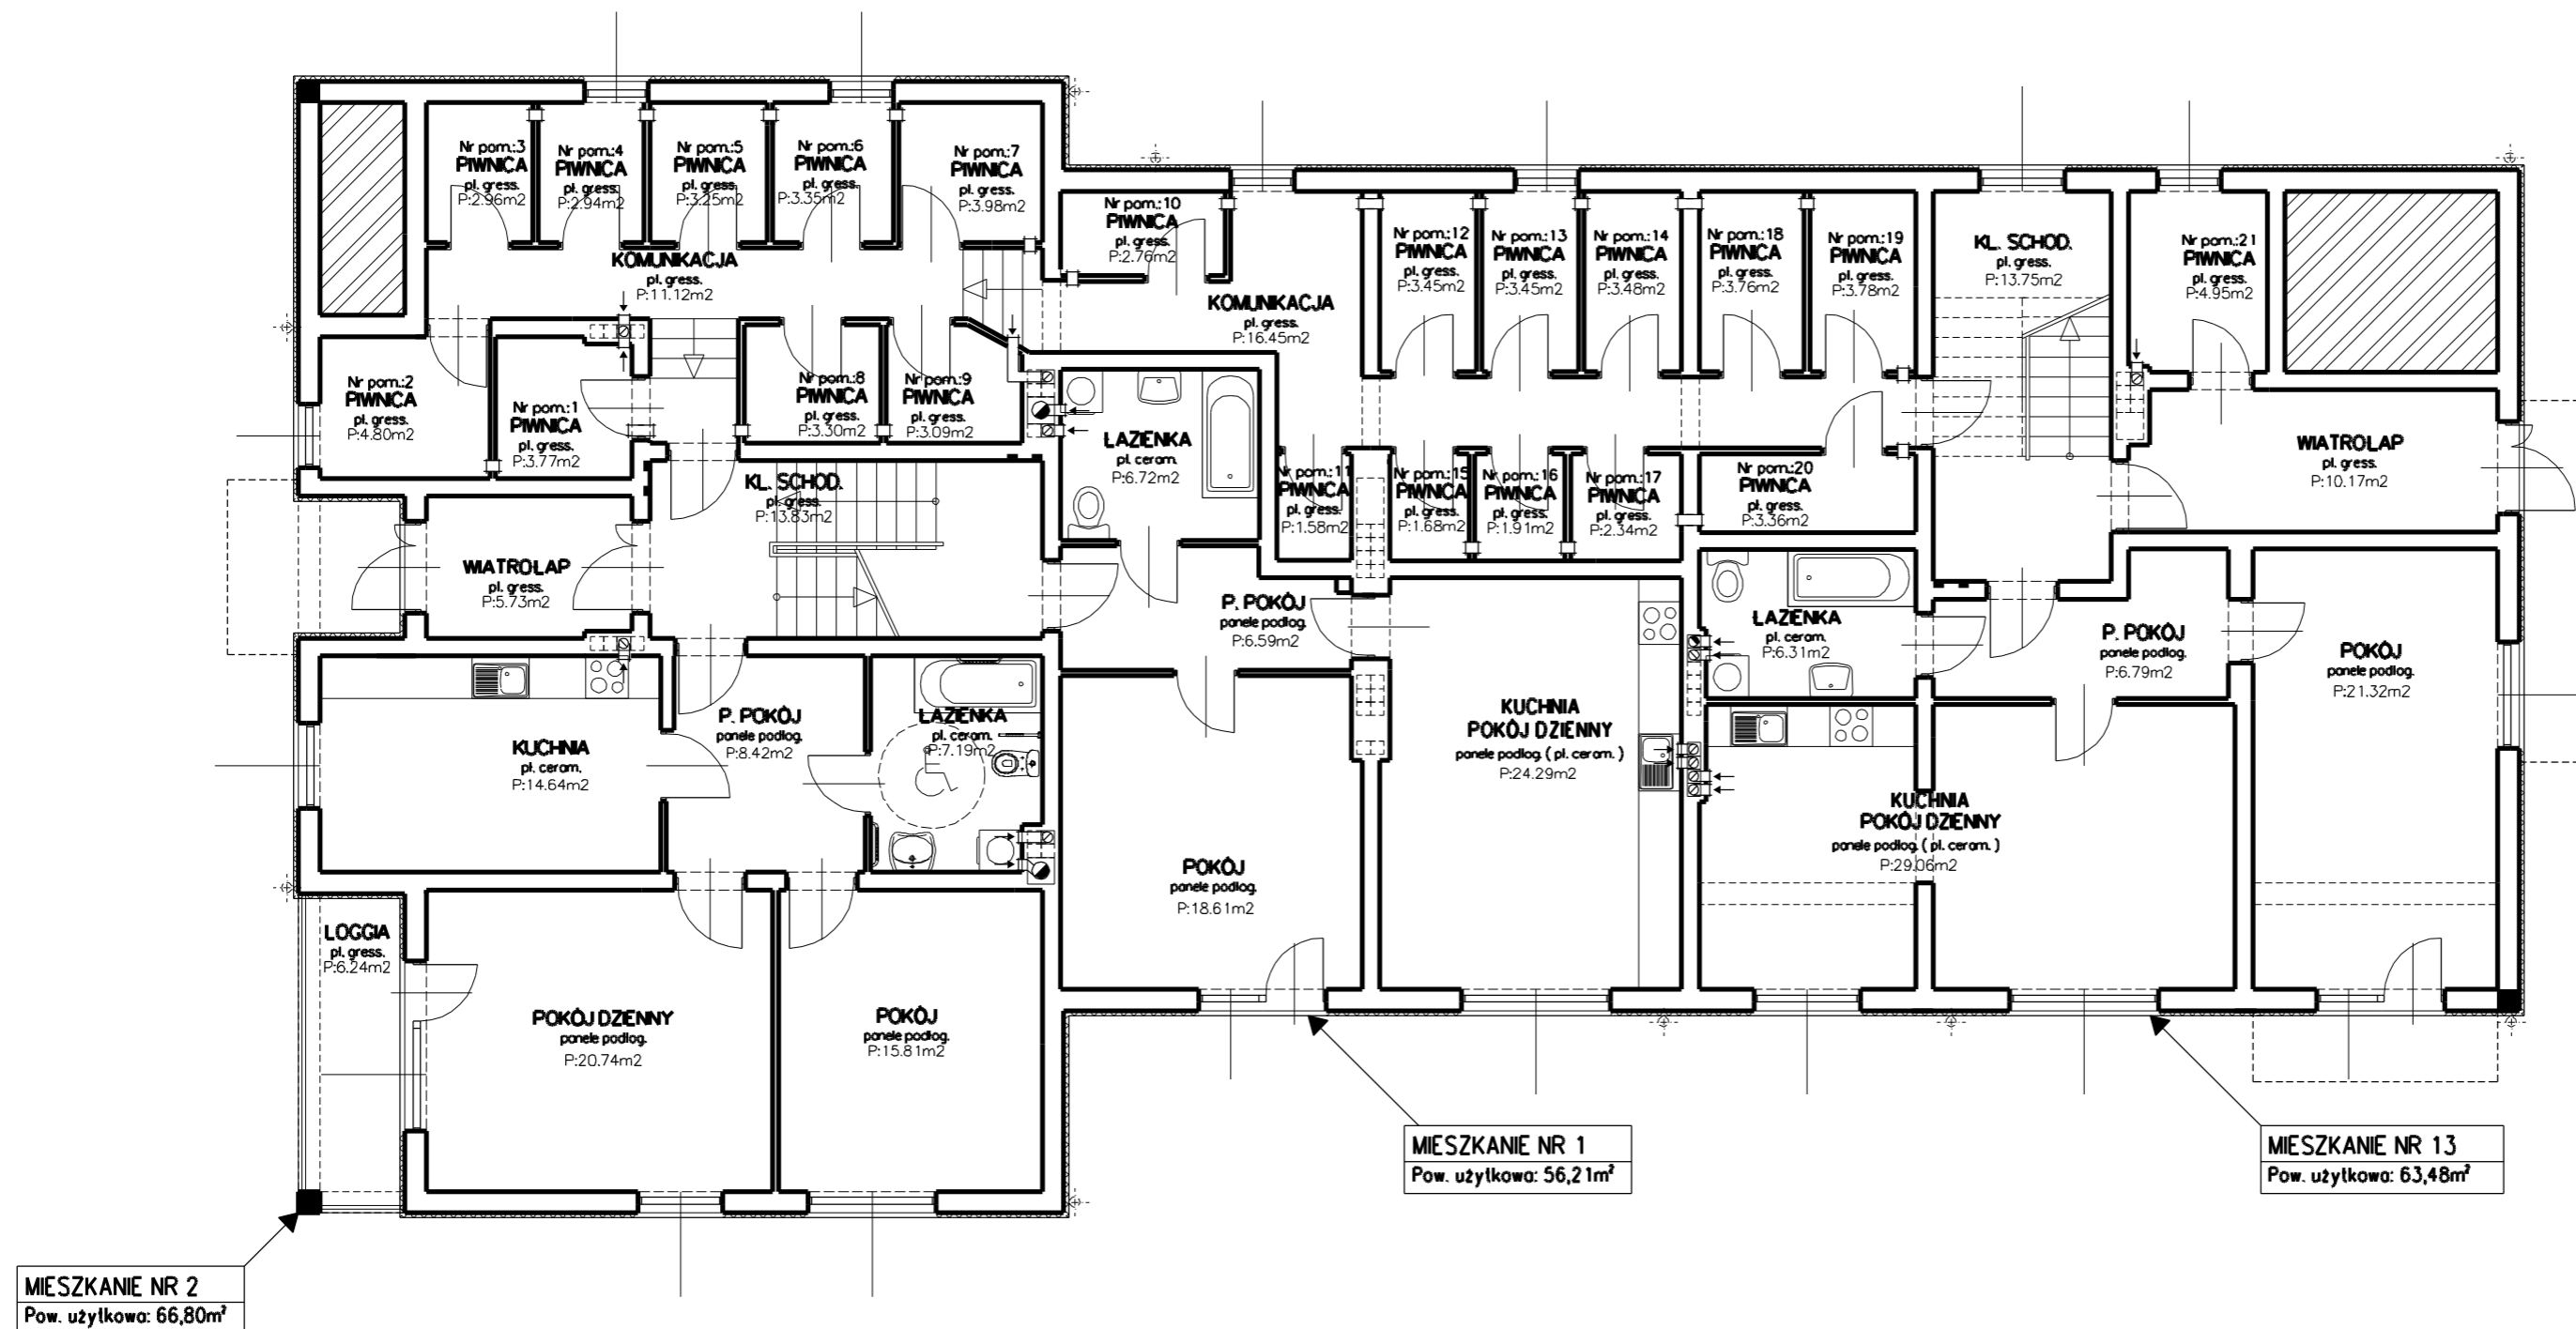 Nr pom.:3
PIWNICA
pl. gress.
P:2.96m2
Nr pom.:4
PIWNICA
pl. gress.
P:2.94m2
Nr pom.:5
PIWNICA
pl. gress.
P:3.25m2
Nr pom.:6
PIWNICA
pl. gress.
P:3.35m2
Nr pom.:7
PIWNICA
pl. gress.
P:3.98m2
KOMUNIKACJA
pl. gress.
P:11.12m2
Nr pom.:10
PIWNICA
pl. gress.
P:2.76m2
KOMUNIKACJA
pl. gress.
P:16.45m2
Nr pom.:12
PIWNICA
pl. gress.
P:3.45m2
Nr pom.:13
PIWNICA
pl. gress.
P:3.45m2
Nr pom.:14
PIWNICA
pl. gress.
P:3.48m2
Nr pom.:18
PIWNICA
pl. gress.
P:3.76m2
Nr pom.:19
PIWNICA
pl. gress.
P:3.78m2
KL. SCHOD.
pl. gress.
P:13.75m2
Nr pom.:21
PIWNICA
pl. gress.
P:4.95m2
Nr pom.:2
PIWNICA
pl. gress.
P:4.80m2
Nr pom.:1
PIWNICA
pl. gress.
P:3.77m2
Nr pom.:8
PIWNICA
pl. gress.
P:3.30m2
Nr pom.:9
PIWNICA
pl. gress.
P:3.09m2
ŁAZIENKA
pl. ceram.
P:6.72m2
Nr pom.:11
PIWNICA
pl. gress.
P:1.58m2
Nr pom.:15
PIWNICA
pl. gress.
P:1.68m2
Nr pom.:16
PIWNICA
pl. gress.
P:1.91m2
Nr pom.:17
PIWNICA
pl. gress.
P:2.34m2
Nr pom.:20
PIWNICA
pl. gress.
P:3.36m2
WIATROŁAP
pl. gress.
P:10.17m2
KL. SCHOD.
pl. gress.
P:13.83m2
WIATROŁAP
pl. gress.
P:5.73m2
P. POKÓJ
panele podłog.
P:6.59m2
ŁAZIENKA
pl. ceram.
P:6.31m2
P. POKÓJ
panele podłog.
P:6.79m2
POKÓJ
panele podłog.
P:21.32m2
KUCHNIA
pl. ceram.
P:14.64m2
P. POKÓJ
panele podłog.
P:8.42m2
ŁAZIENKA
pl. ceram.
P:7.19m2
KUCHNIA
POKÓJ DZIENNY
panele podłog. ( pl. ceram. )
P:24.29m2
KUCHNIA
POKÓJ DZIENNY
panele podłog. ( pl. ceram. )
P:29.06m2
POKÓJ
panele podłog.
P:18.61m2
LOGGIA
pl. gress.
P:6.24m2
POKÓJ DZIENNY
panele podłog.
P:20.74m2
POKÓJ
panele podłog.
P:15.81m2
MIESZKANIE NR 1
Pow. użytkowa: 56,21m²
MIESZKANIE NR 13
Pow. użytkowa: 63,48m²
MIESZKANIE NR 2
Pow. użytkowa: 66,80m²